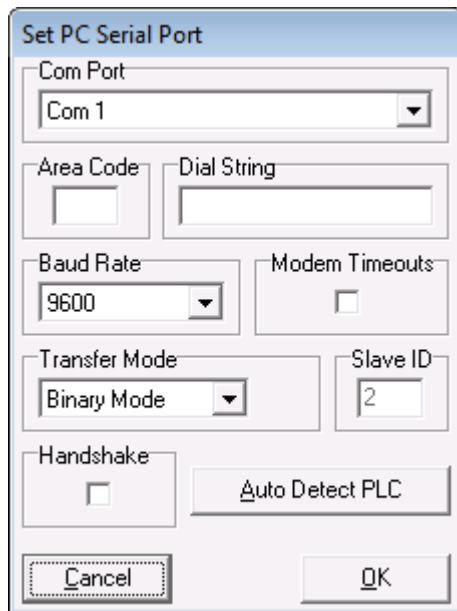 Set PC Serial Port
Com Port
Com 1
Area Code Dial String
Baud Rate Modem Timeouts
9600
Transfer Mode Slave ID
Binary Mode 2
Handshake
Auto Detect PLC
Cancel OK